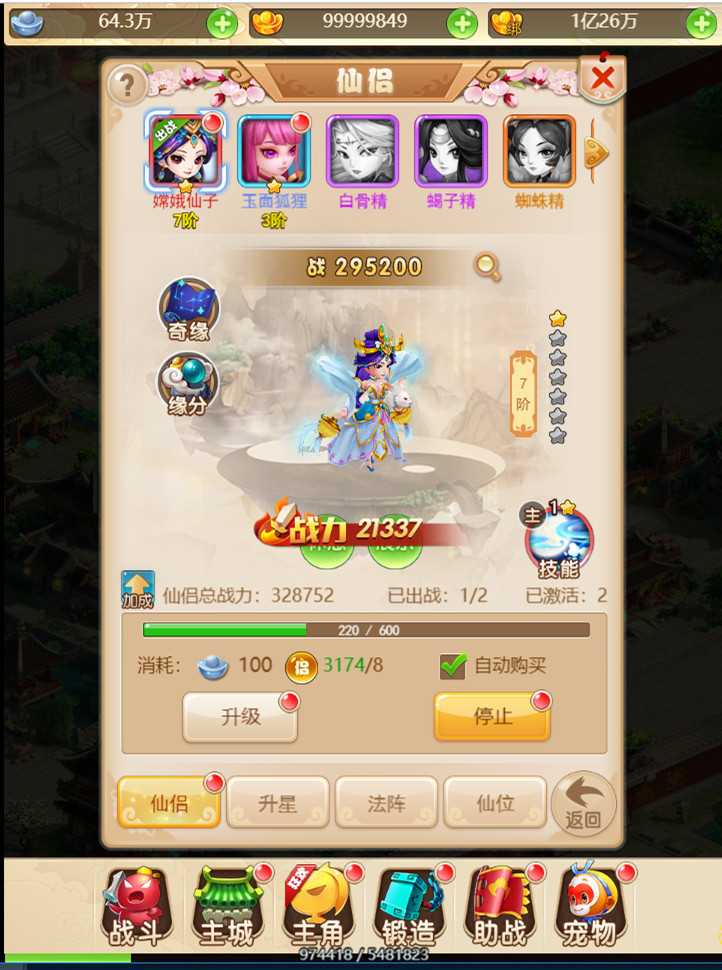 64.3万
99999849
1亿26万
绑
仙侣
?
出战
嫦娥仙子
玉面狐狸
白骨精
蝎子精
蜘蛛精
7阶
3阶
战 295200
奇缘
缘分
7阶
战力 21337
主
1
技能
加成
仙侣总战力：328752
已出战：1/2
已激活：2
220 / 600
消耗：
100
侣
3174/8
自动购买
升级
停止
仙侣
升星
法阵
仙位
返回
战斗
主城
主角
锻造
助战
宠物
974418 / 5481823